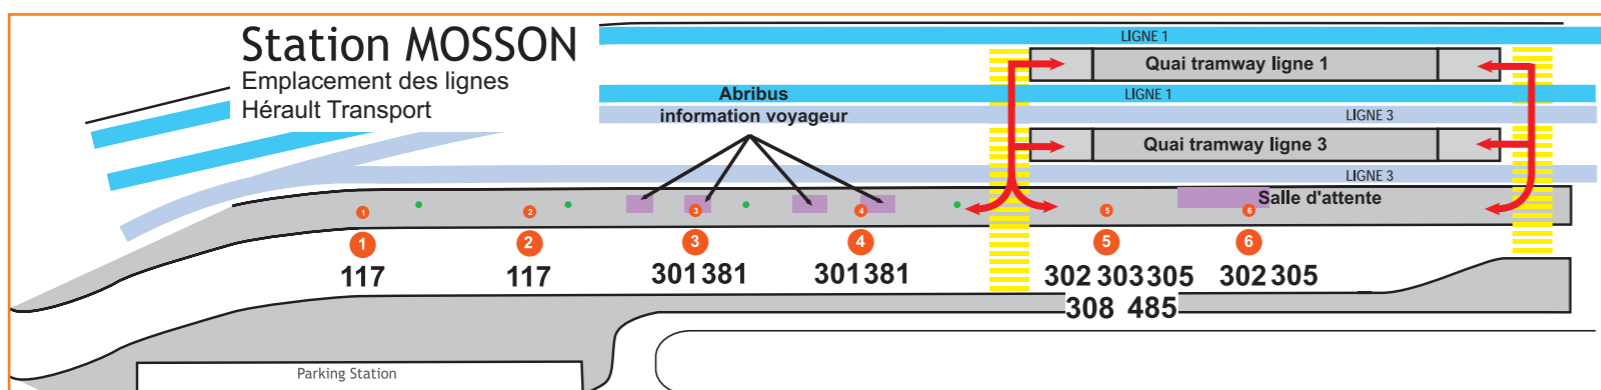 Station MOSSON
Emplacement des lignes
Hérault Transport
LIGNE 1
Quai tramway ligne 1
Abribus
information voyageur
LIGNE 1
LIGNE 3
Quai tramway ligne 3
LIGNE 3
Salle d'attente
1 2 3 4 5 6
1 2 3 4 5 6
117 117 301 381 301 381 302 303 305 302 305
308 485
Parking Station